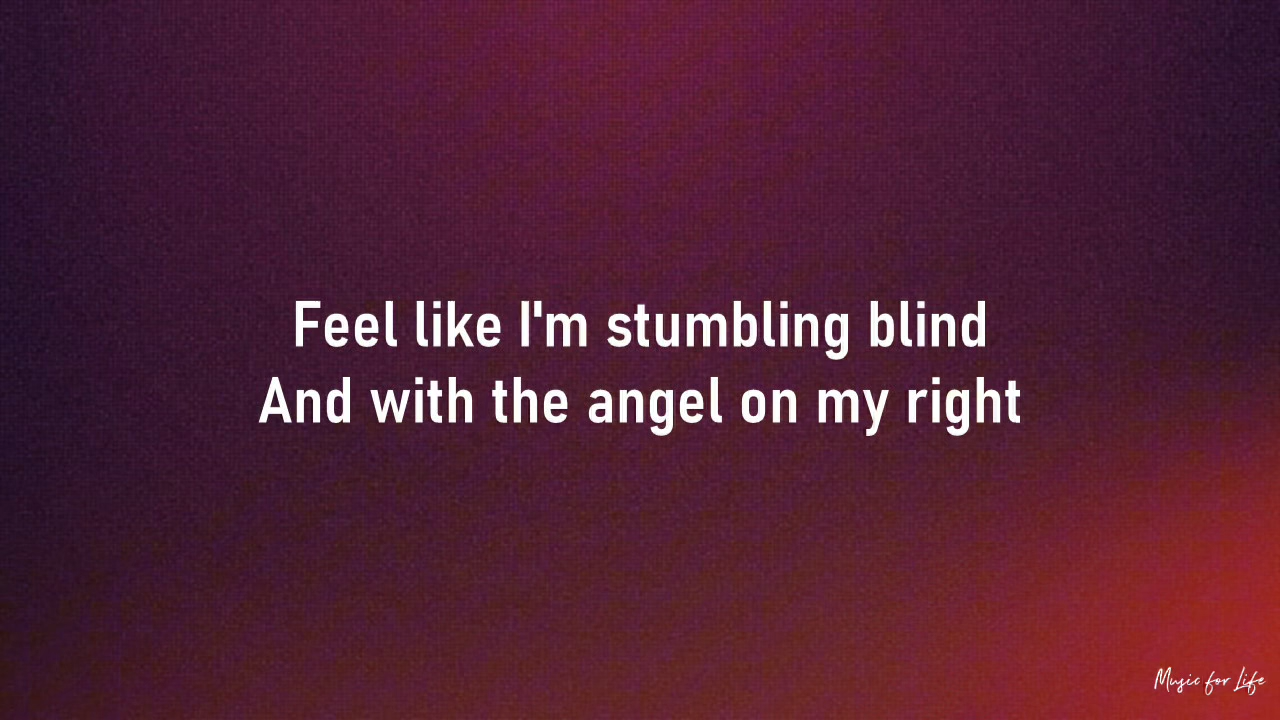 Feel like I'm stumbling blind
And with the angel on my right
Music for Life